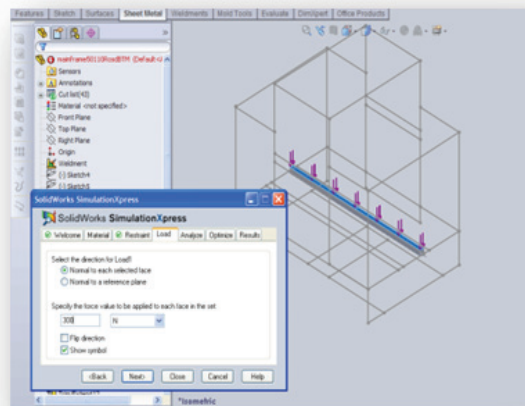 Features Sketch Surfaces Sheet Metal Weldments Mold Tools Evaluate DimXpert Office Products
Sensors
Annotations
Material <not specified>
Front Plane
Top Plane
Right Plane
Origin
Weldment
(-) Sketch4
(-) Sketch5
SolidWorks SimulationXpress
SolidWorks SimulationXpress
Welcome Material Restraint Load Analyze Optimize Results
Select the direction for Load1
Normal to each selected face
Normal to a reference plane
Specify the force value to be applied to each face in the set:
300 N
Flip direction
Show symbol
<Back Next> Close Cancel Help
*Isometric